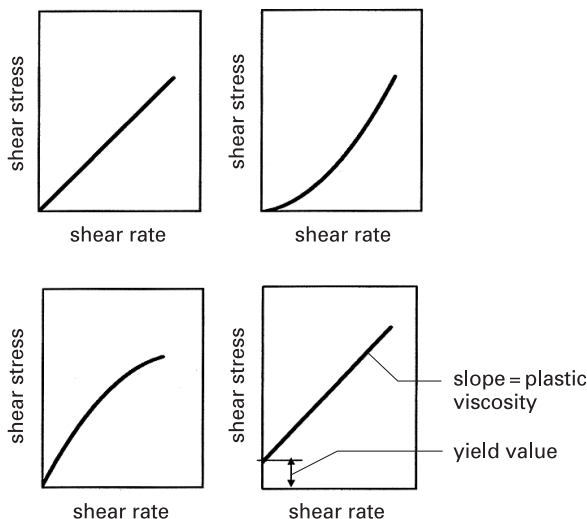 shear stress
shear rate
shear stress
shear rate
shear stress
shear rate
shear stress
slope = plastic
viscosity
yield value
shear rate